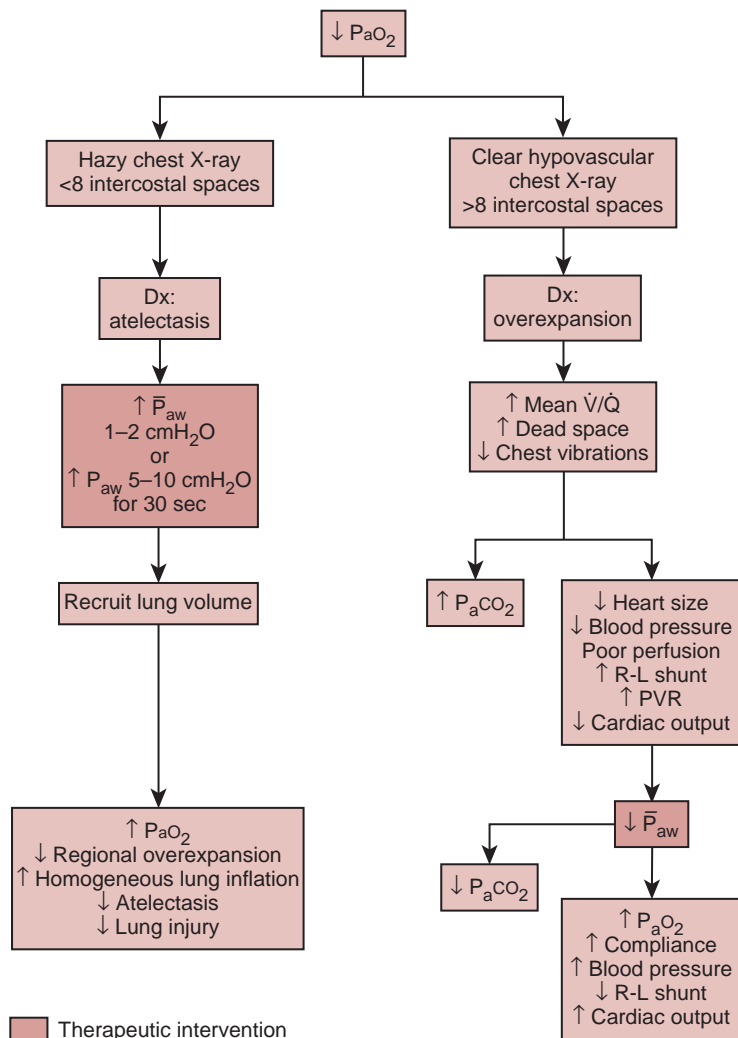 ↓ PaO₂
Hazy chest X-ray
<8 intercostal spaces
Clear hypovascular
chest X-ray
>8 intercostal spaces
Dx:
atelectasis
Dx:
overexpansion
↑ P̅aw
1–2 cmH₂O
or
↑ Paw 5–10 cmH₂O
for 30 sec
↑ Mean V̇/Q̇
↑ Dead space
↓ Chest vibrations
Recruit lung volume
↑ PaCO₂
↓ Heart size
↓ Blood pressure
Poor perfusion
↑ R-L shunt
↑ PVR
↓ Cardiac output
↑ PaO₂
↓ Regional overexpansion
↑ Homogeneous lung inflation
↓ Atelectasis
↓ Lung injury
↓ P̅aw
↓ PaCO₂
↑ PaO₂
↑ Compliance
↑ Blood pressure
↓ R-L shunt
↑ Cardiac output
Therapeutic intervention